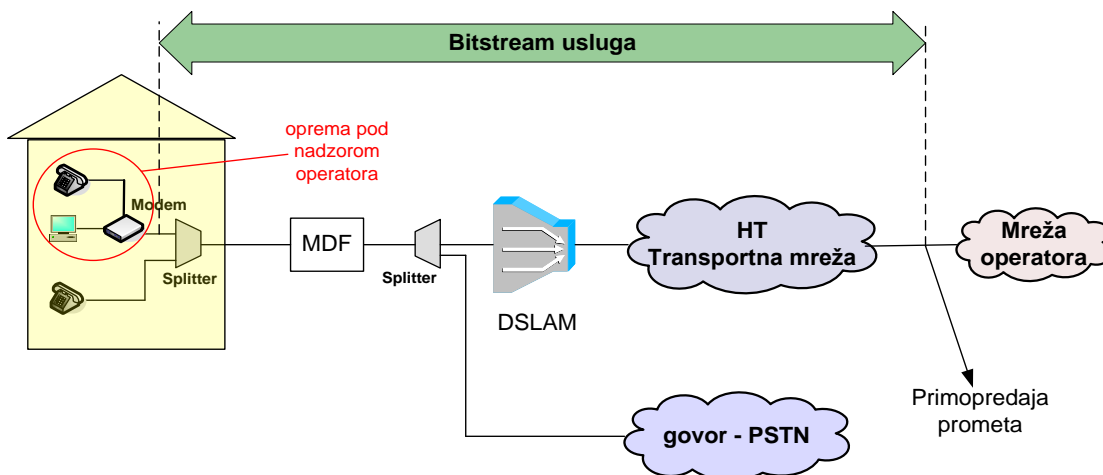 Bitstream usluga
oprema pod
nadzorom
operatora
Modem
Splitter
MDF
Splitter
DSLAM
HT
Transportna mreža
Mreža
operatora
Primopredaja
prometa
govor - PSTN